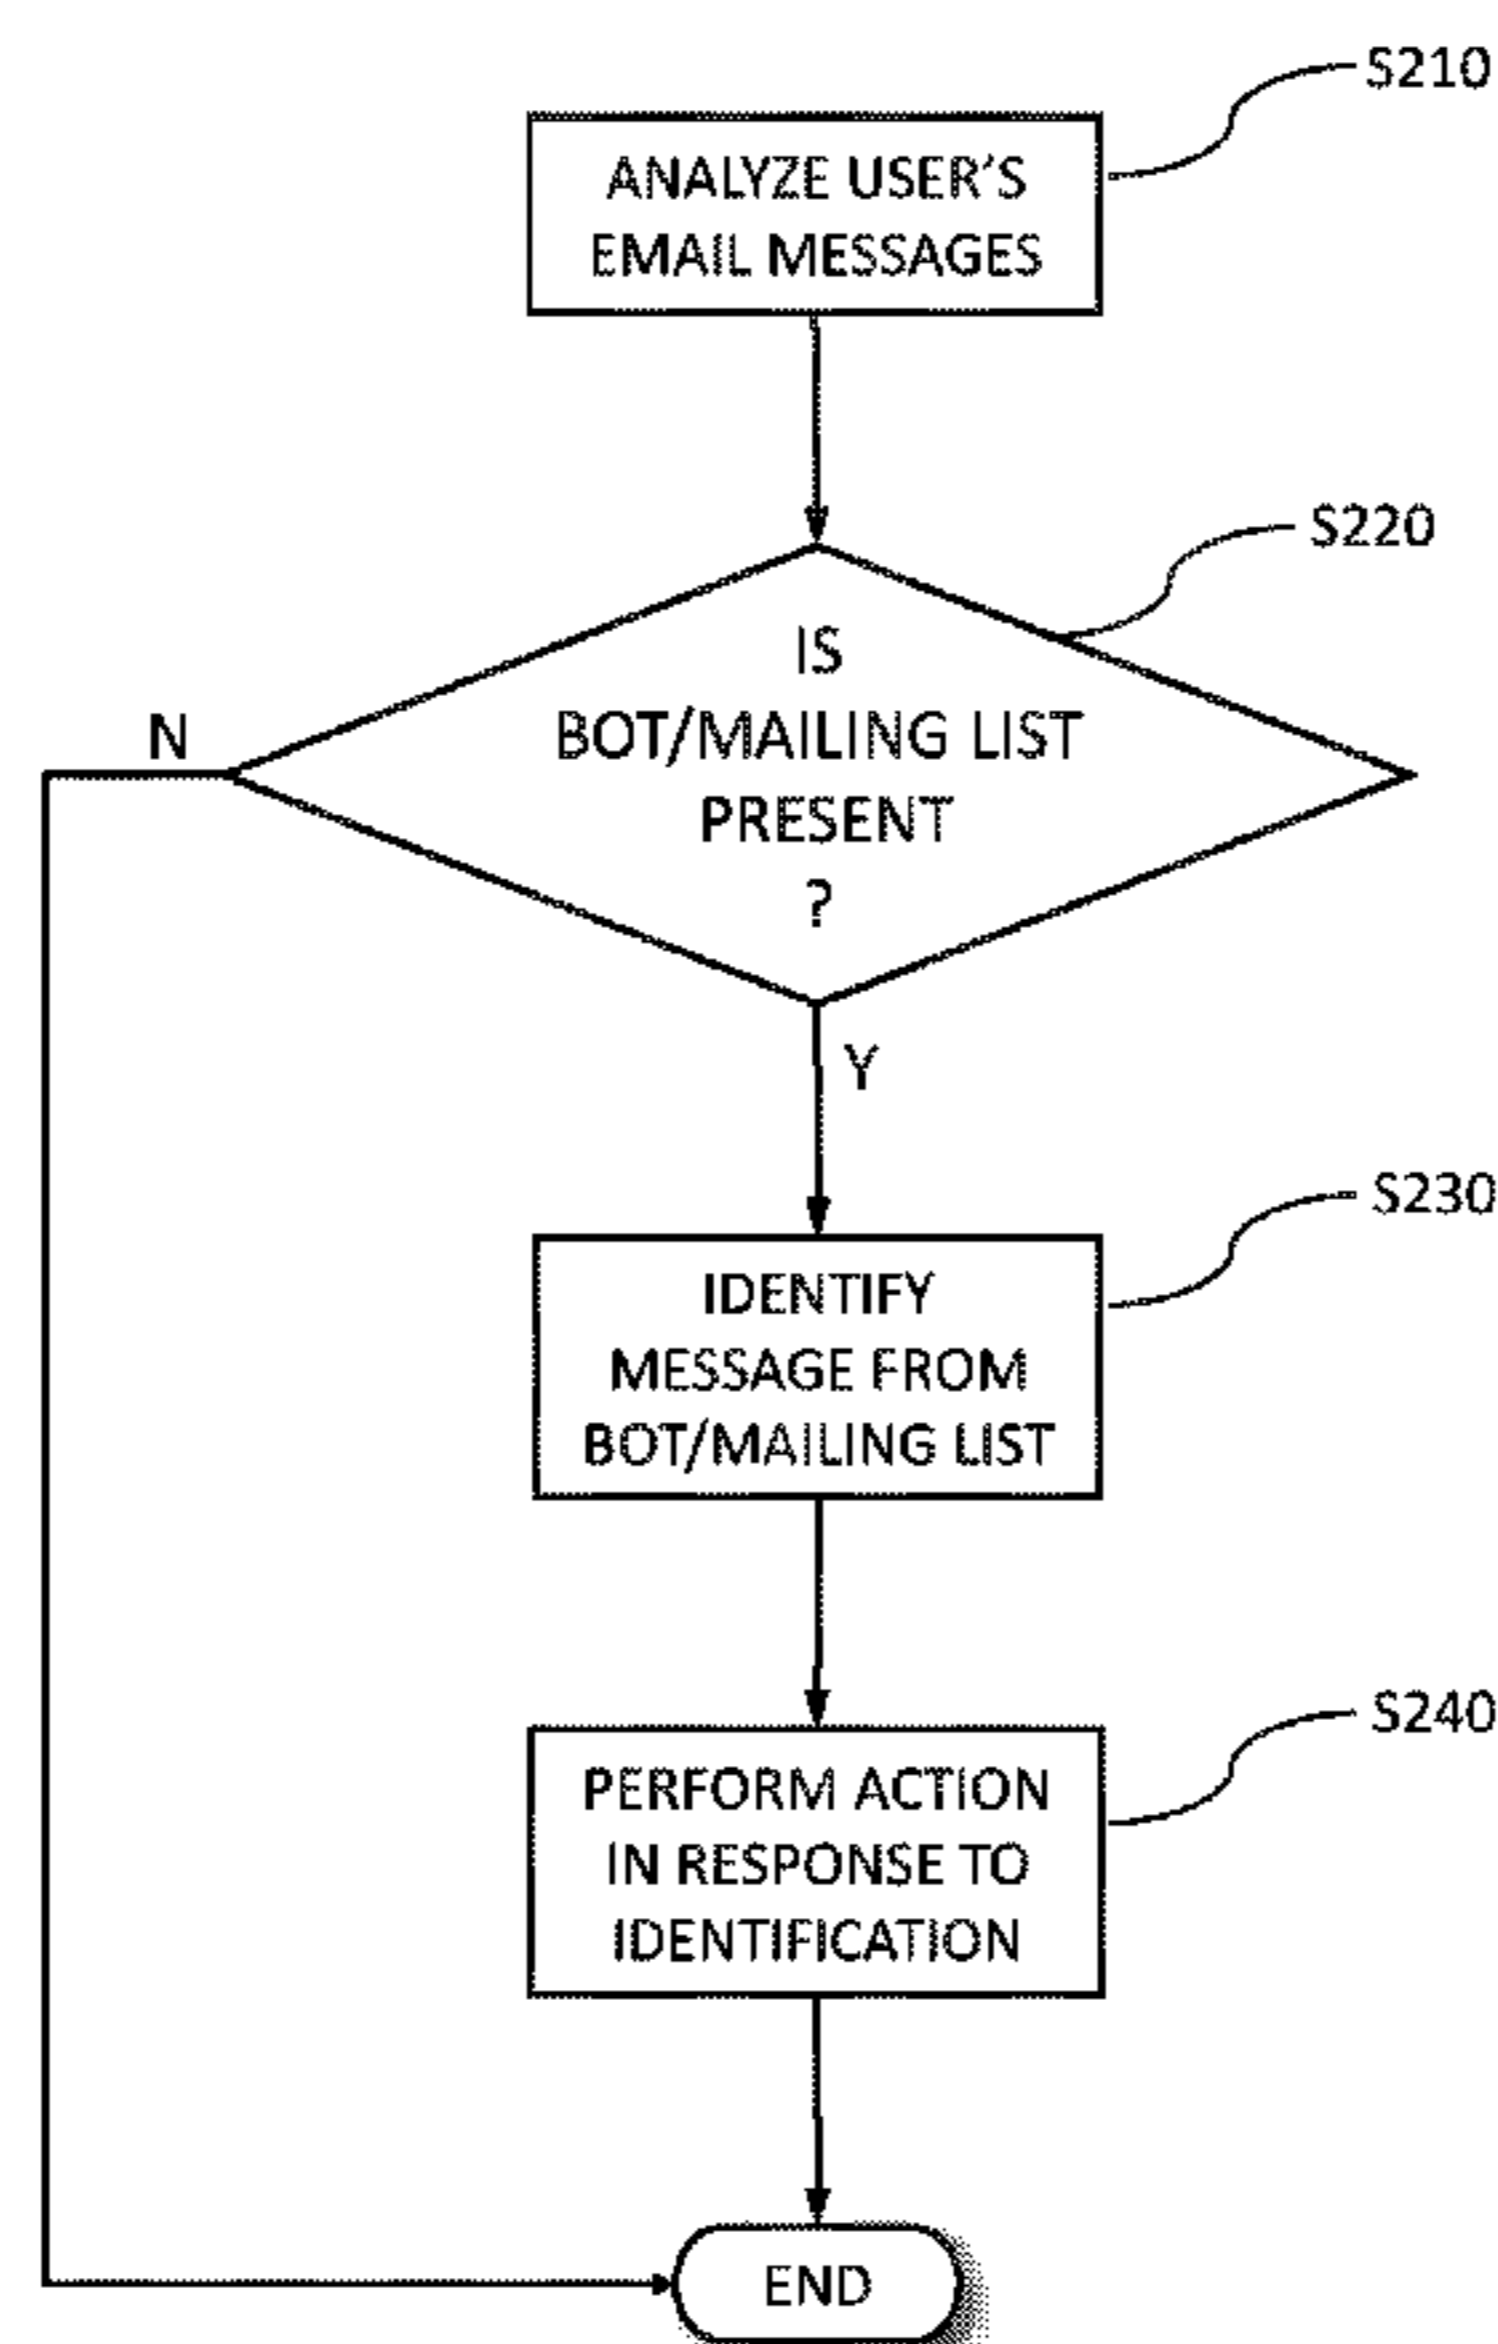 S210
ANALYZE USER'S
EMAIL MESSAGES
S220
IS
BOT/MAILING LIST
PRESENT
?
N
Y
S230
IDENTIFY
MESSAGE FROM
BOT/MAILING LIST
S240
PERFORM ACTION
IN RESPONSE TO
IDENTIFICATION
END